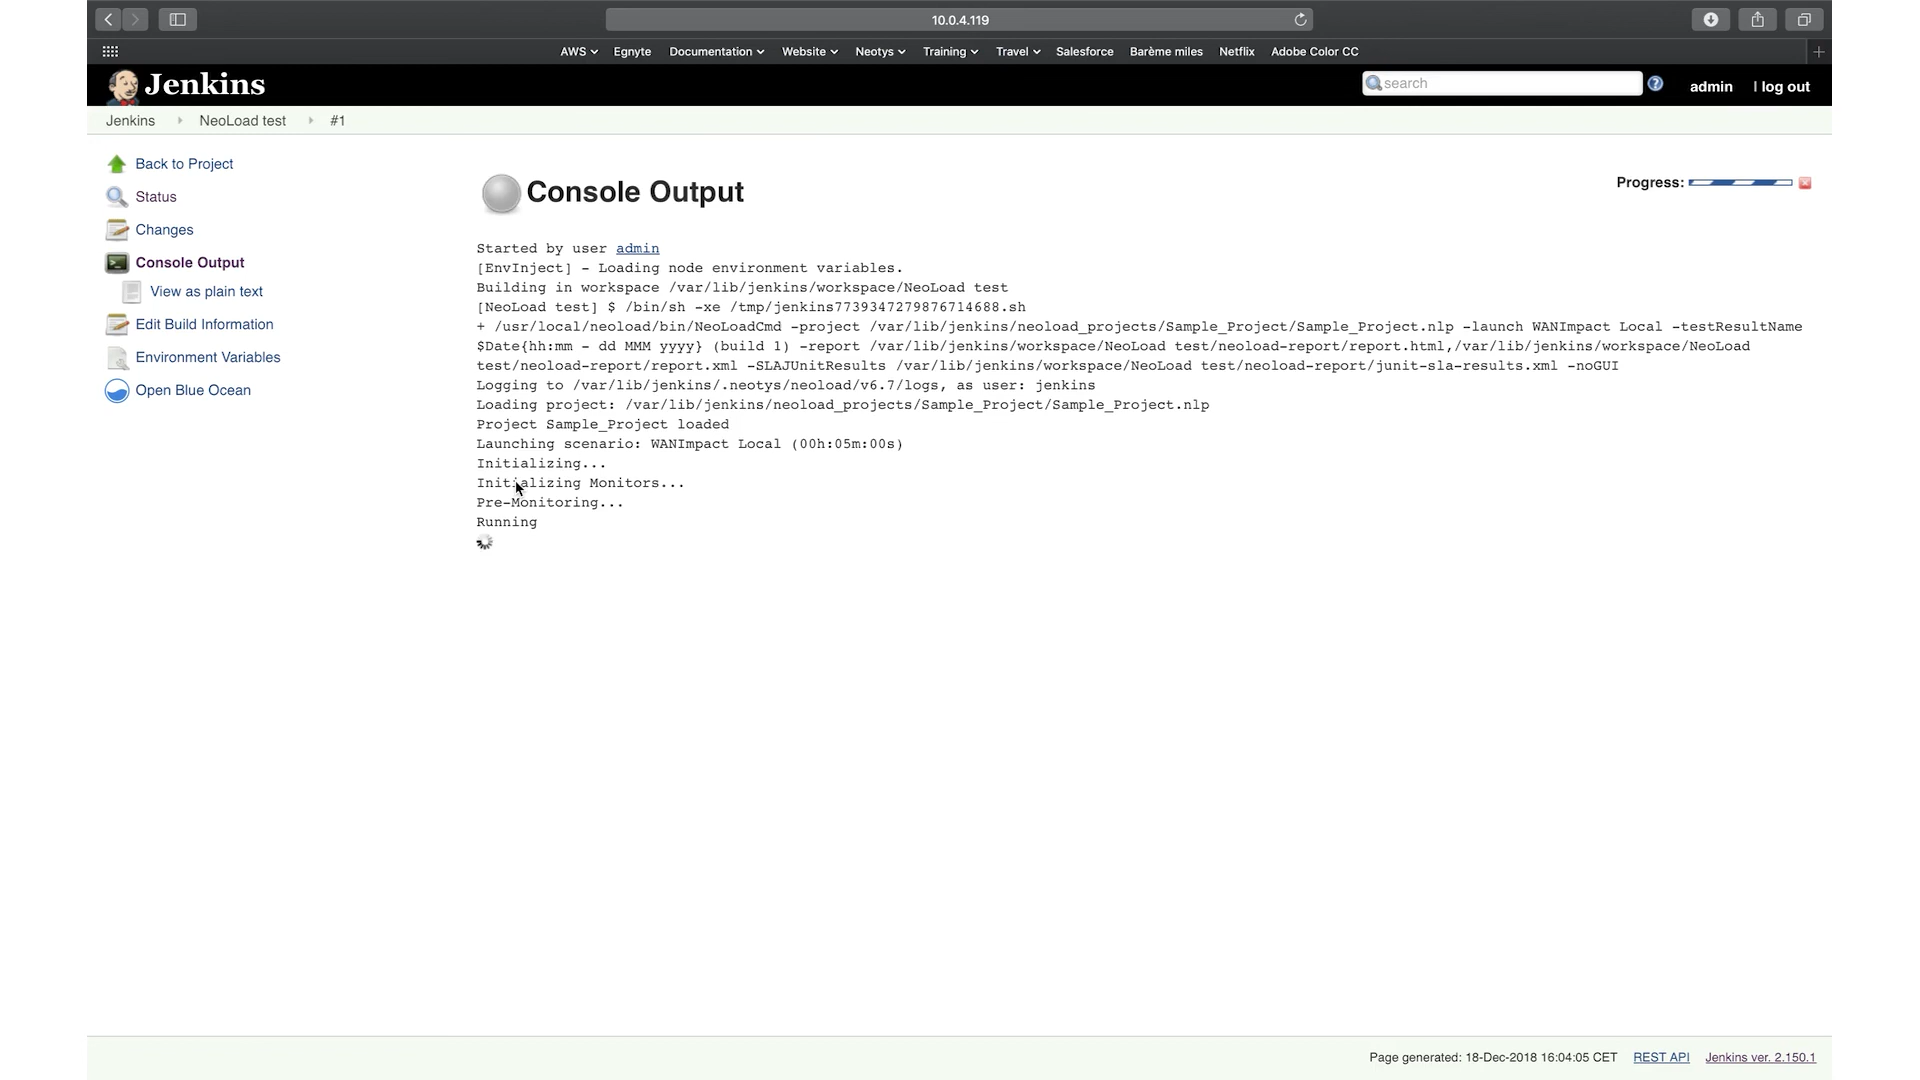 10.0.4.119
AWS Egnyte Documentation Website Neotys Training Travel Salesforce Barème miles Netflix Adobe Color CC
Jenkins
search
admin | log out
Jenkins NeoLoad test #1
Back to Project
Status
Changes
Console Output
View as plain text
Edit Build Information
Environment Variables
Open Blue Ocean
Console Output
Progress:
Started by user admin
[EnvInject] - Loading node environment variables.
Building in workspace /var/lib/jenkins/workspace/NeoLoad test
[NeoLoad test] $ /bin/sh -xe /tmp/jenkins7739347279876714688.sh
+ /usr/local/neoload/bin/NeoLoadCmd -project /var/lib/jenkins/neoload_projects/Sample_Project/Sample_Project.nlp -launch WANImpact Local -testResultName
$Date{hh:mm - dd MMM yyyy} (build 1) -report /var/lib/jenkins/workspace/NeoLoad test/neoload-report/report.html,/var/lib/jenkins/workspace/NeoLoad
test/neoload-report/report.xml -SLAJUnitResults /var/lib/jenkins/workspace/NeoLoad test/neoload-report/junit-sla-results.xml -noGUI
Logging to /var/lib/jenkins/.neotys/neoload/v6.7/logs, as user: jenkins
Loading project: /var/lib/jenkins/neoload_projects/Sample_Project/Sample_Project.nlp
Project Sample_Project loaded
Launching scenario: WANImpact Local (00h:05m:00s)
Initializing...
Initializing Monitors...
Pre-Monitoring...
Running
Page generated: 18-Dec-2018 16:04:05 CET REST API Jenkins ver. 2.150.1